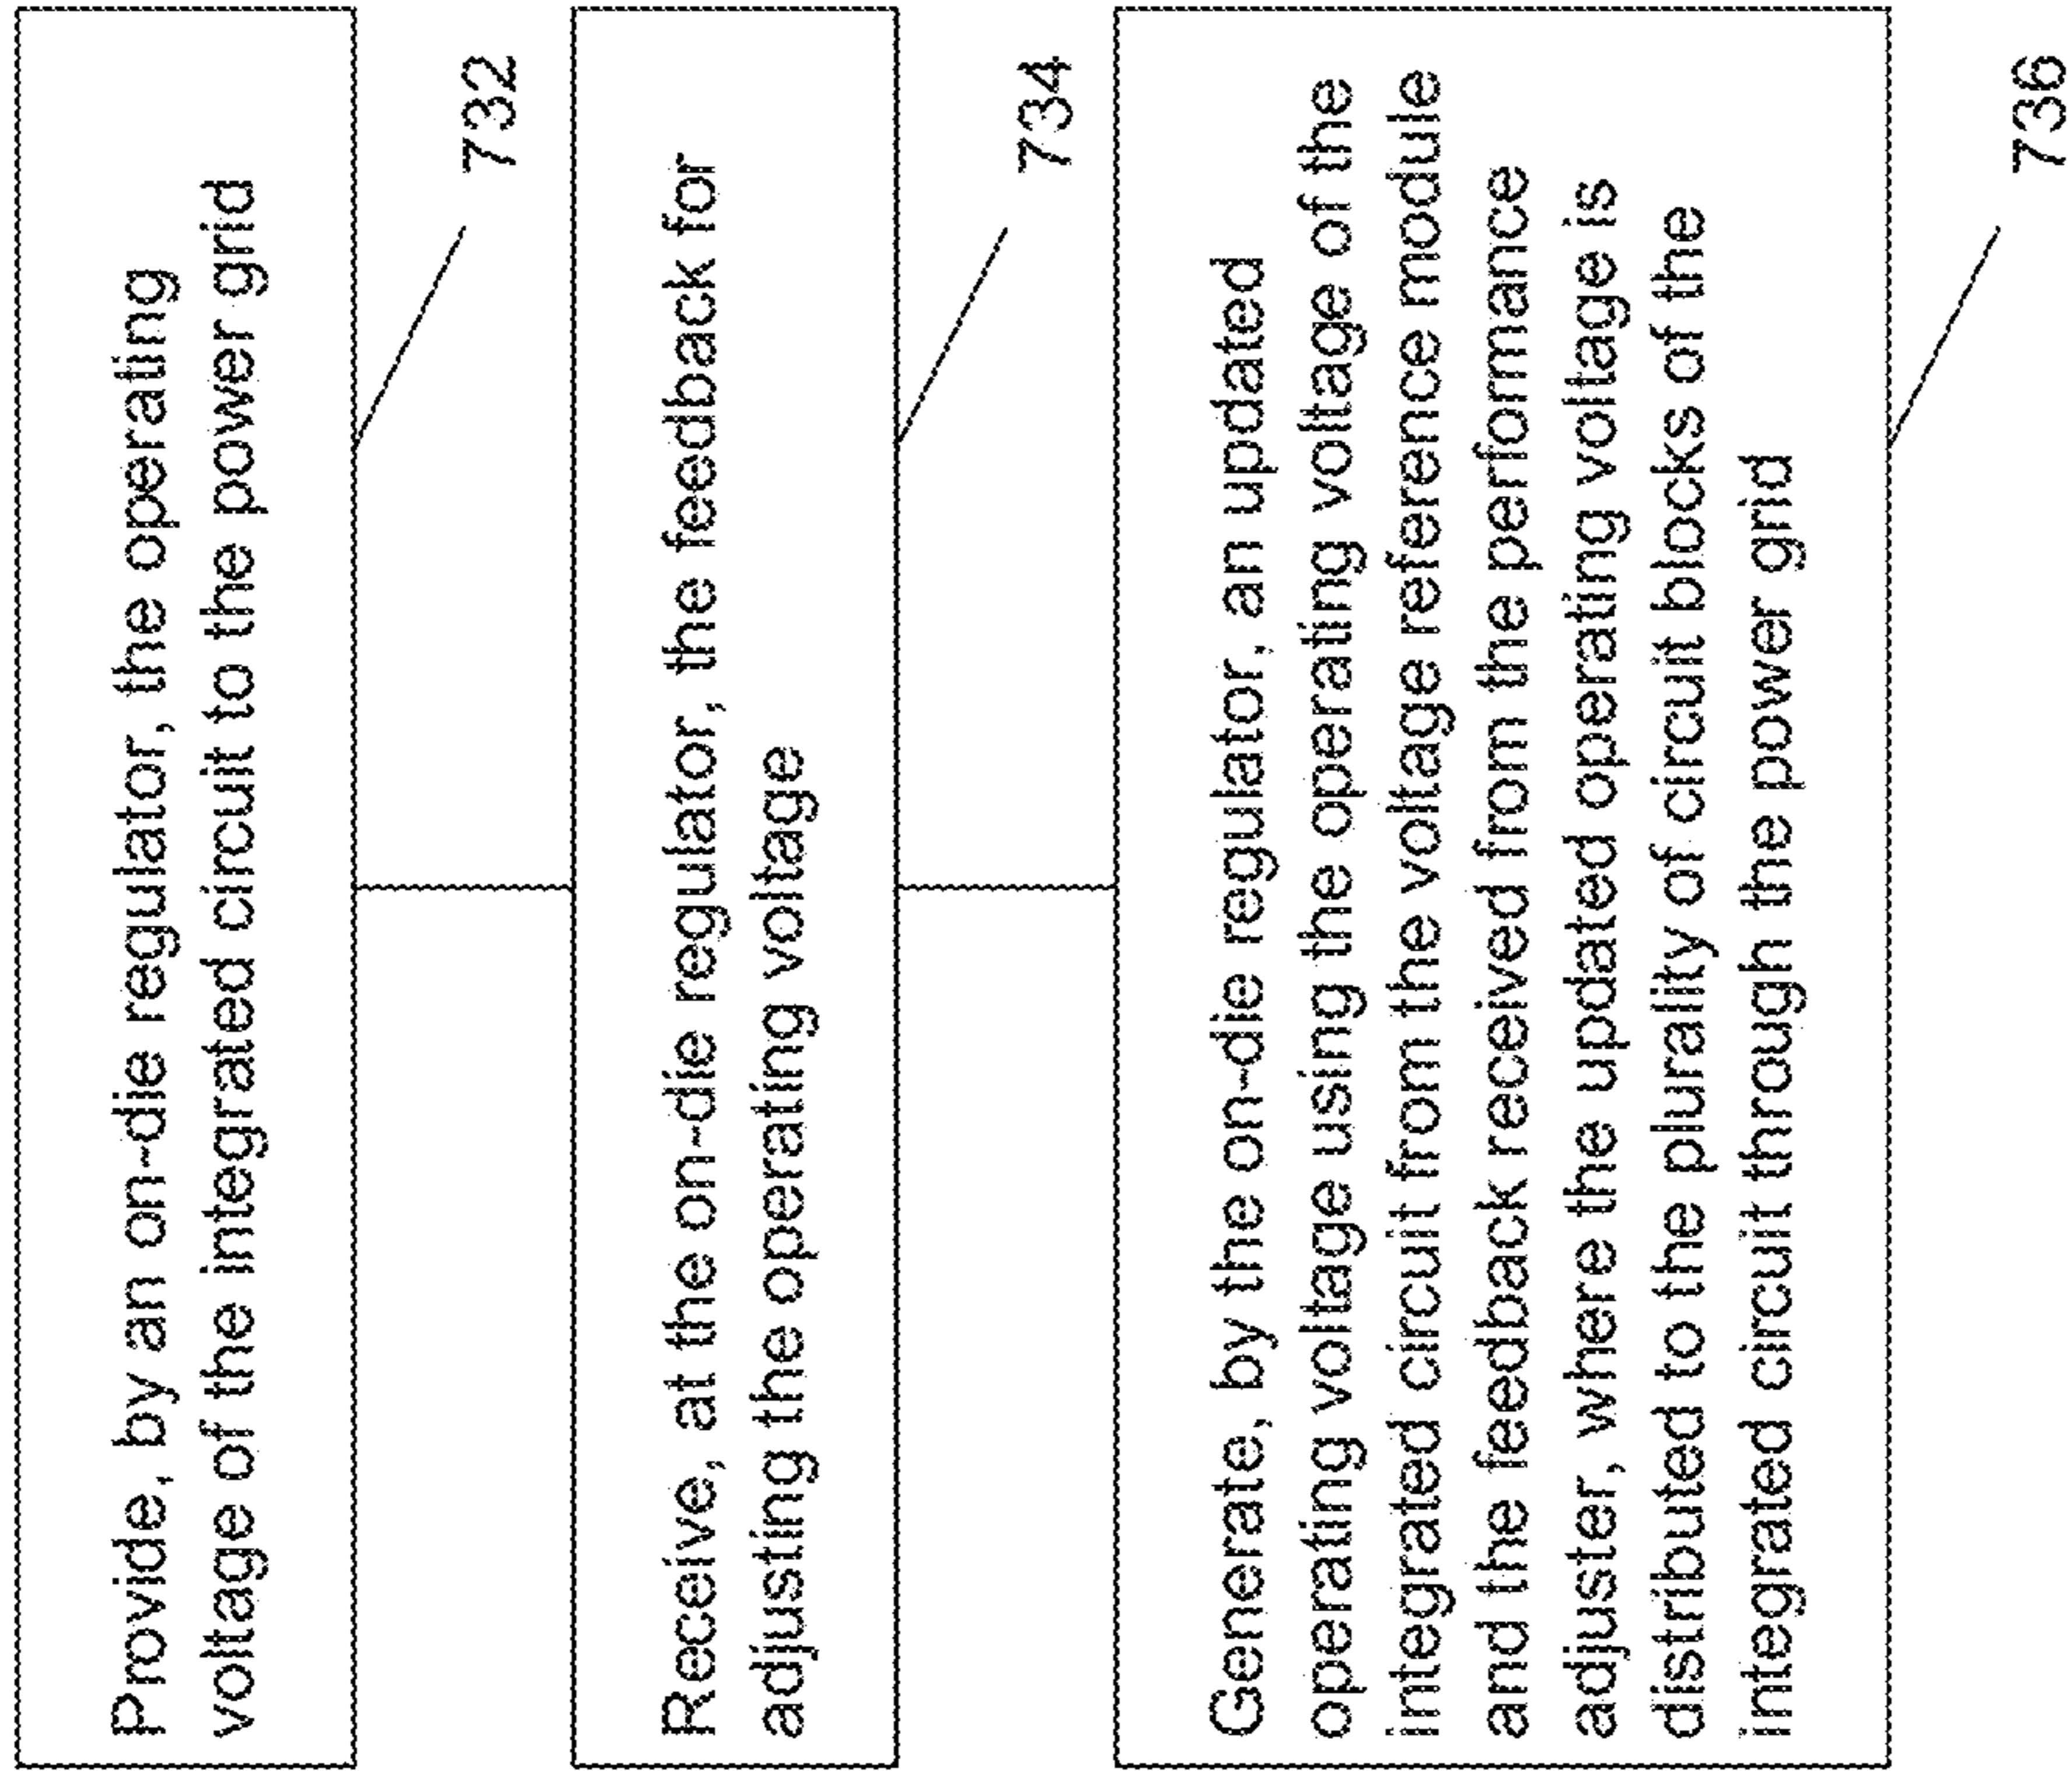 Provide, by an on-die regulator, the operating
voltage of the integrated circuit to the power grid
732
Receive, at the on-die regulator, the feedback for
adjusting the operating voltage
734
Generate, by the on-die regulator, an updated
operating voltage using the operating voltage of the
integrated circuit from the voltage reference module
and the feedback received from the performance
adjuster, where the updated operating voltage is
distributed to the plurality of circuit blocks of the
integrated circuit through the power grid
736